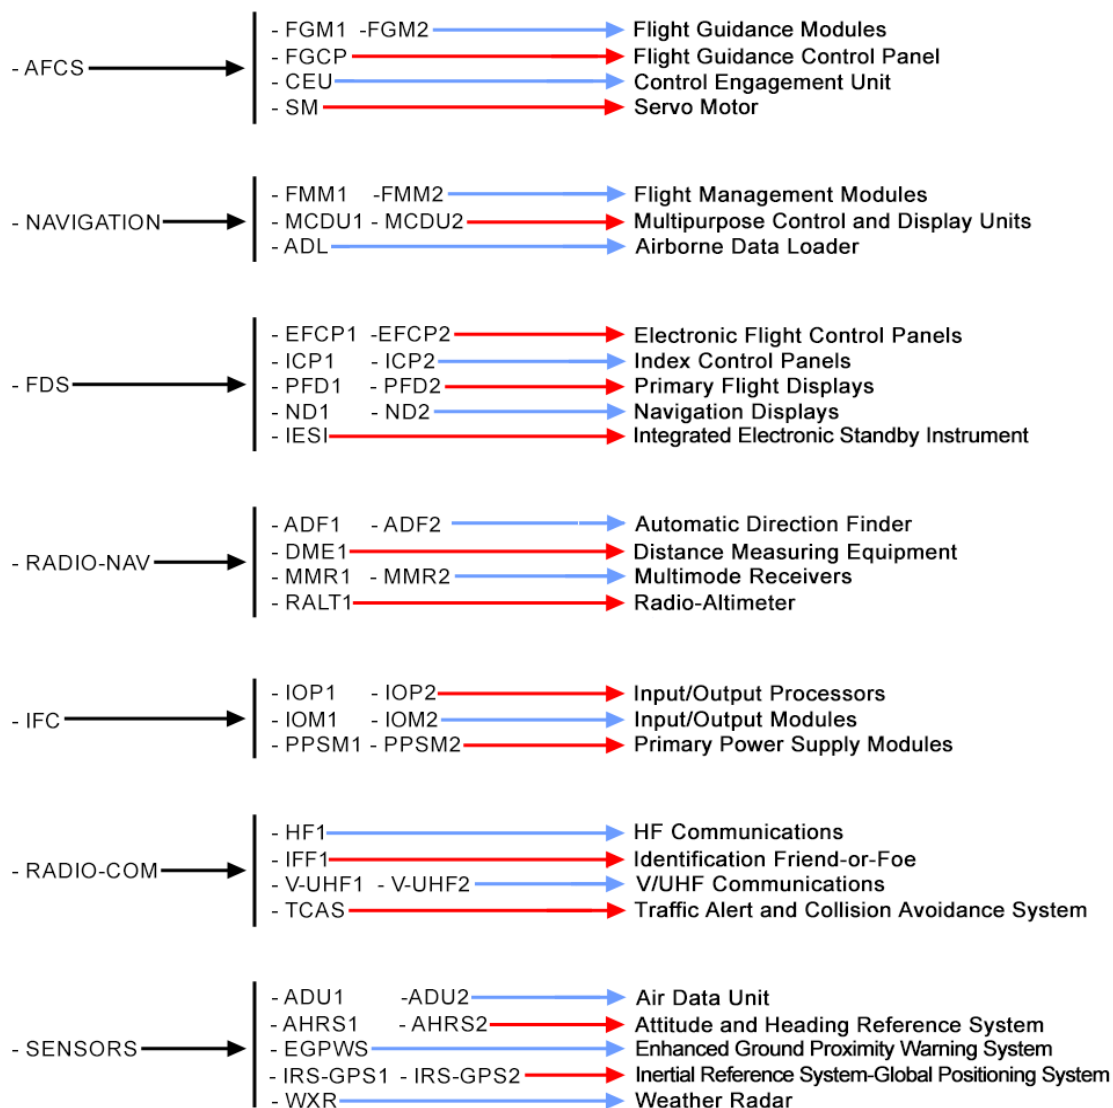 - AFCS
- FGM1 -FGM2 Flight Guidance Modules
- FGCP Flight Guidance Control Panel
- CEU Control Engagement Unit
- SM Servo Motor
- NAVIGATION
- FMM1 -FMM2 Flight Management Modules
- MCDU1 - MCDU2 Multipurpose Control and Display Units
- ADL Airborne Data Loader
- FDS
- EFCP1 -EFCP2 Electronic Flight Control Panels
- ICP1 - ICP2 Index Control Panels
- PFD1 - PFD2 Primary Flight Displays
- ND1 - ND2 Navigation Displays
- IESI Integrated Electronic Standby Instrument
- RADIO-NAV
- ADF1 - ADF2 Automatic Direction Finder
- DME1 Distance Measuring Equipment
- MMR1 - MMR2 Multimode Receivers
- RALT1 Radio-Altimeter
- IFC
- IOP1 - IOP2 Input/Output Processors
- IOM1 - IOM2 Input/Output Modules
- PPSM1 - PPSM2 Primary Power Supply Modules
- RADIO-COM
- HF1 HF Communications
- IFF1 Identification Friend-or-Foe
- V-UHF1 - V-UHF2 V/UHF Communications
- TCAS Traffic Alert and Collision Avoidance System
- SENSORS
- ADU1 -ADU2 Air Data Unit
- AHRS1 - AHRS2 Attitude and Heading Reference System
- EGPWS Enhanced Ground Proximity Warning System
- IRS-GPS1 - IRS-GPS2 Inertial Reference System-Global Positioning System
- WXR Weather Radar